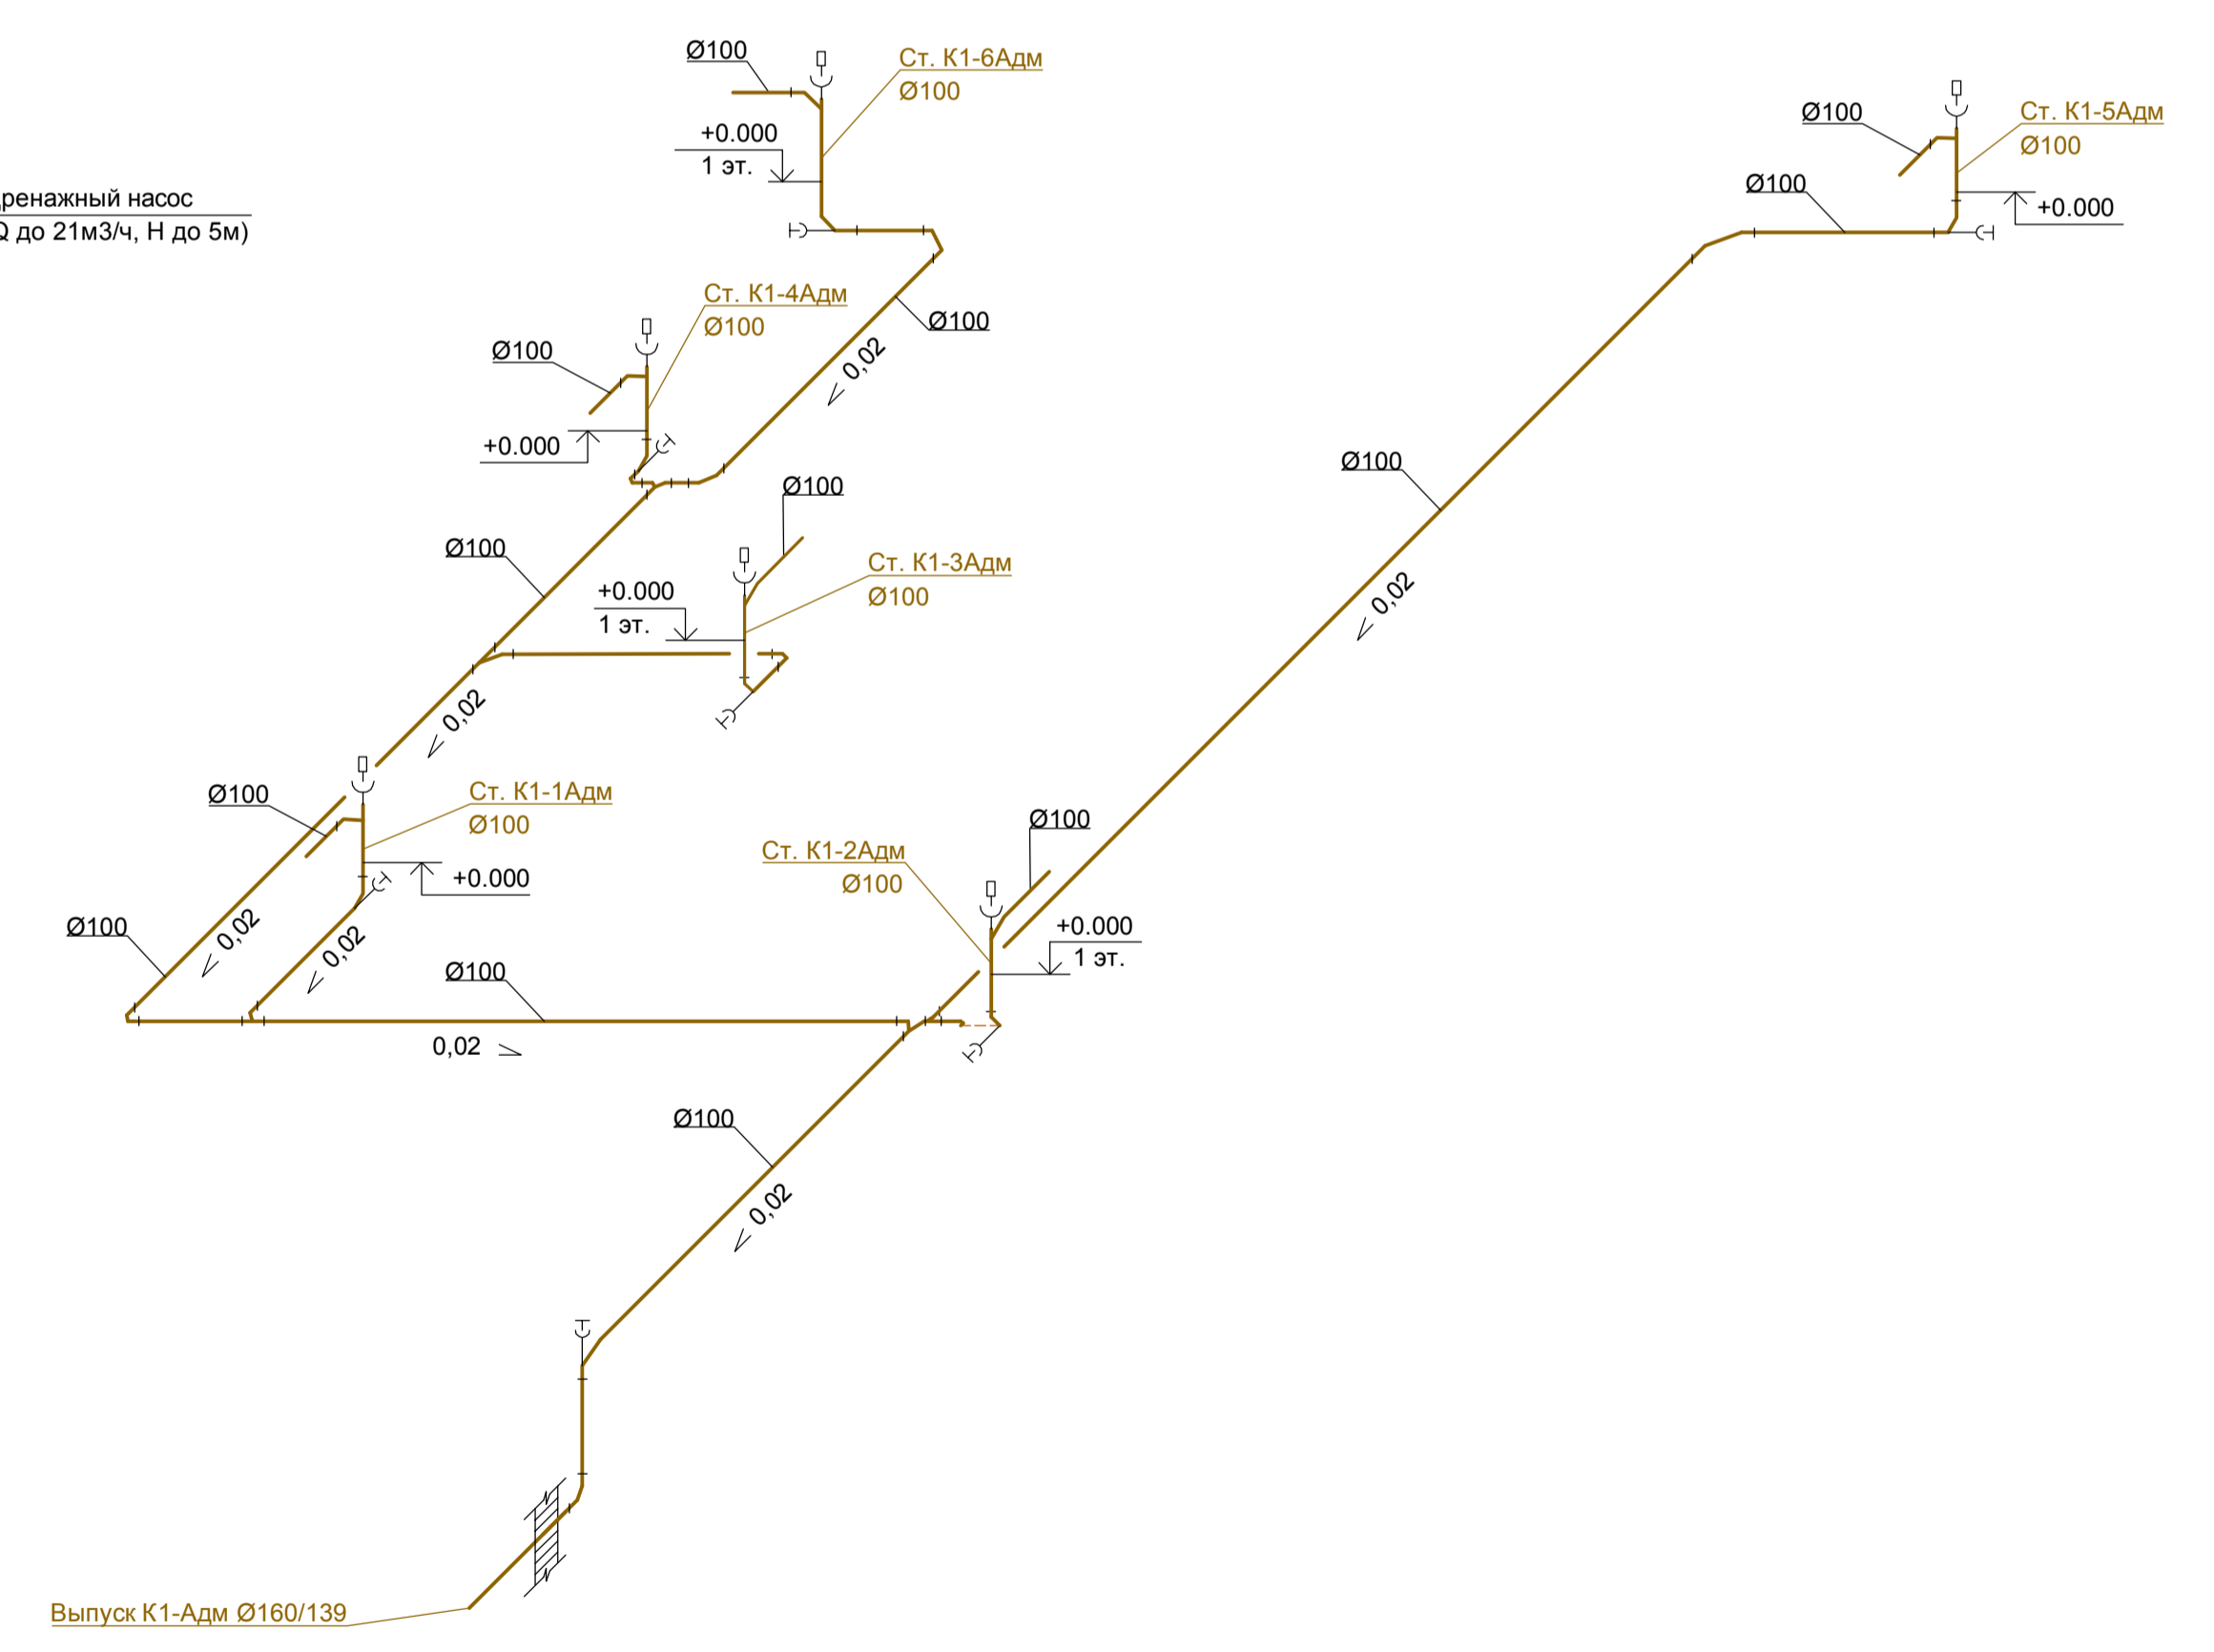 Ø100
Ст. К1-6Адм
Ø100
+0.000
1 эт.
Ø100
Ст. К1-5Адм
Ø100
Ø100
+0.000
ренажный насос
Q до 21м3/ч, Н до 5м)
Ст. К1-4Адм
Ø100
Ø100
0,02
Ø100
+0.000
Ø100
Ø100
Ø100
Ст. К1-3Адм
Ø100
+0.000
1 эт.
0,02
0,02
Ø100
Ст. К1-1Адм
Ø100
+0.000
Ø100
Ст. К1-2Адм
Ø100
+0.000
1 эт.
Ø100
0,02
0,02
Ø100
0,02
Ø100
0,02
Выпуск К1-Адм Ø160/139